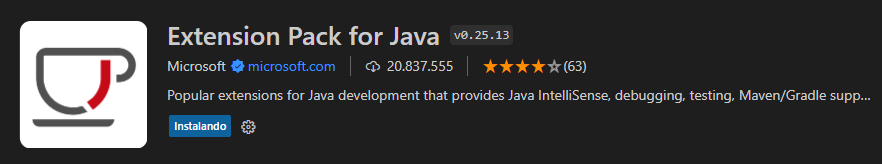 Extension Pack for Java v0.25.13
Microsoft microsoft.com 20.837.555 (63)
Popular extensions for Java development that provides Java IntelliSense, debugging, testing, Maven/Gradle supp...
Instalando